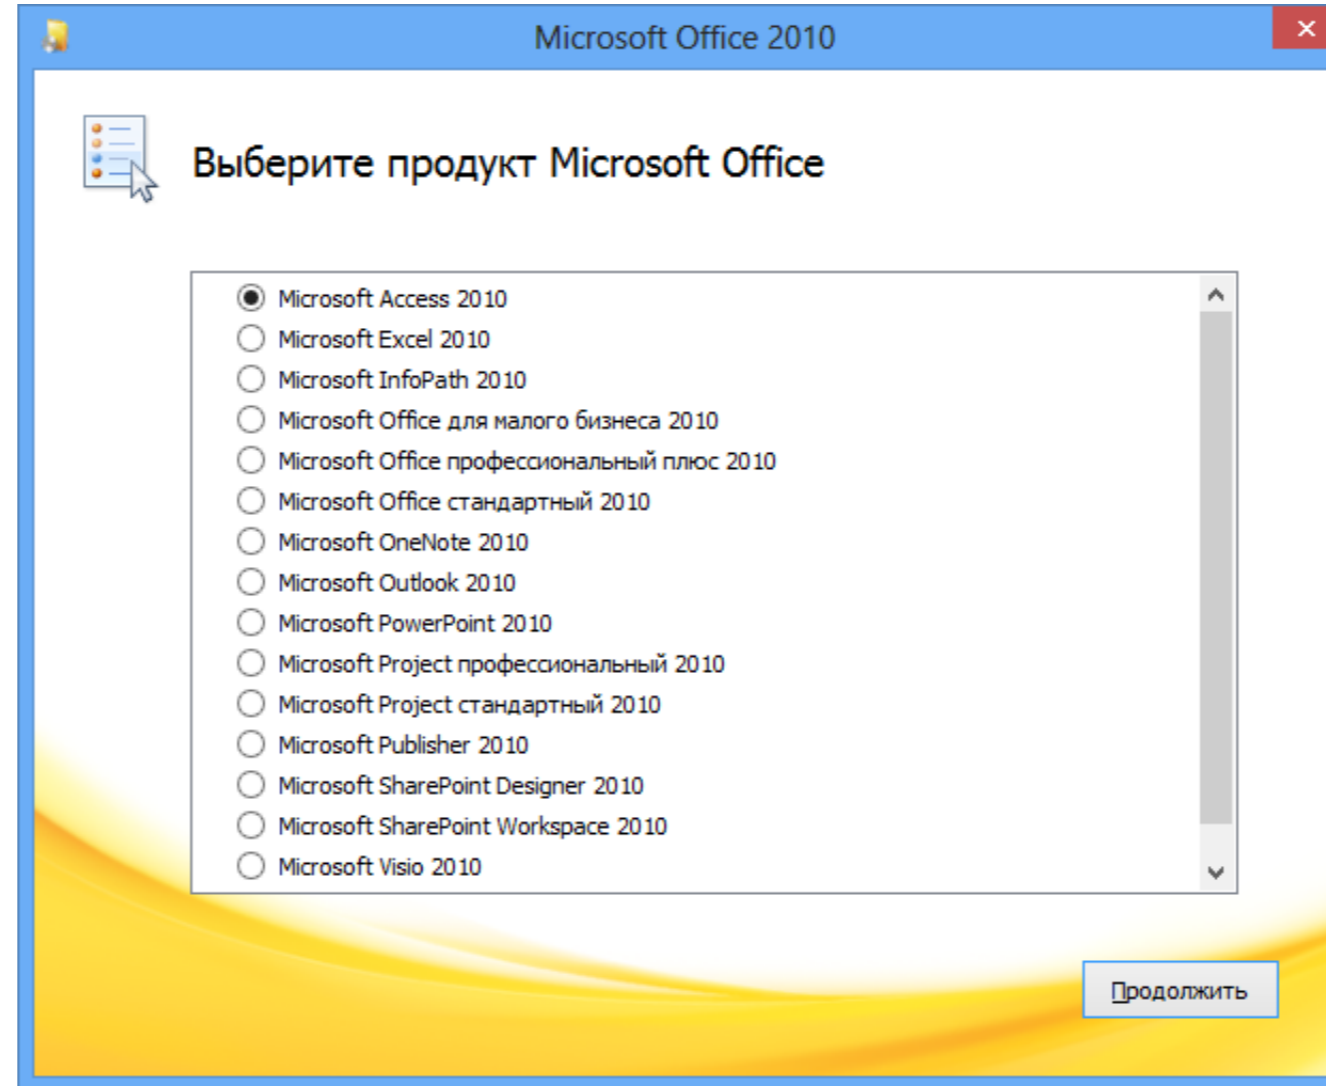 Microsoft Office 2010
Выберите продукт Microsoft Office
Microsoft Access 2010
Microsoft Excel 2010
Microsoft InfoPath 2010
Microsoft Office для малого бизнеса 2010
Microsoft Office профессиональный плюс 2010
Microsoft Office стандартный 2010
Microsoft OneNote 2010
Microsoft Outlook 2010
Microsoft PowerPoint 2010
Microsoft Project профессиональный 2010
Microsoft Project стандартный 2010
Microsoft Publisher 2010
Microsoft SharePoint Designer 2010
Microsoft SharePoint Workspace 2010
Microsoft Visio 2010
Продолжить